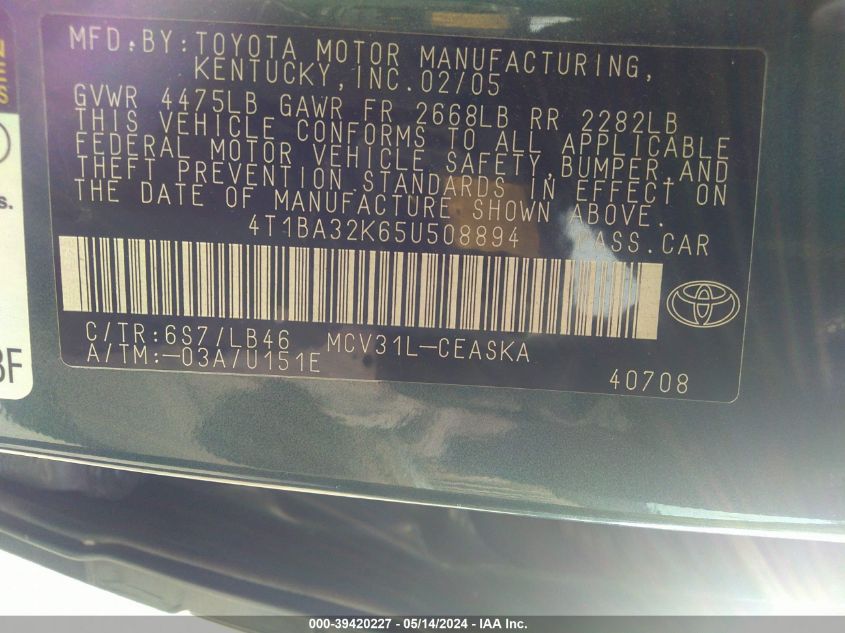 MFD.BY:TOYOTA MOTOR MANUFACTURING,
KENTUCKY,INC.02/05
GVWR 4475LB GAWR FR 2668LB RR 2282LB
THIS VEHICLE CONFORMS TO ALL APPLICABLE
FEDERAL MOTOR VEHICLE SAFETY,BUMPER,AND
THEFT PREVENTION STANDARDS IN EFFECT ON
THE DATE OF MANUFACTURE SHOWN ABOVE.
4T1BA32K65U508894 PASS.CAR
C/TR:6S7/LB46 MCV31L-CEASKA
A/TM:-03A/U151E
40708
s.
000-39420227 - 05/14/2024 - IAA Inc.